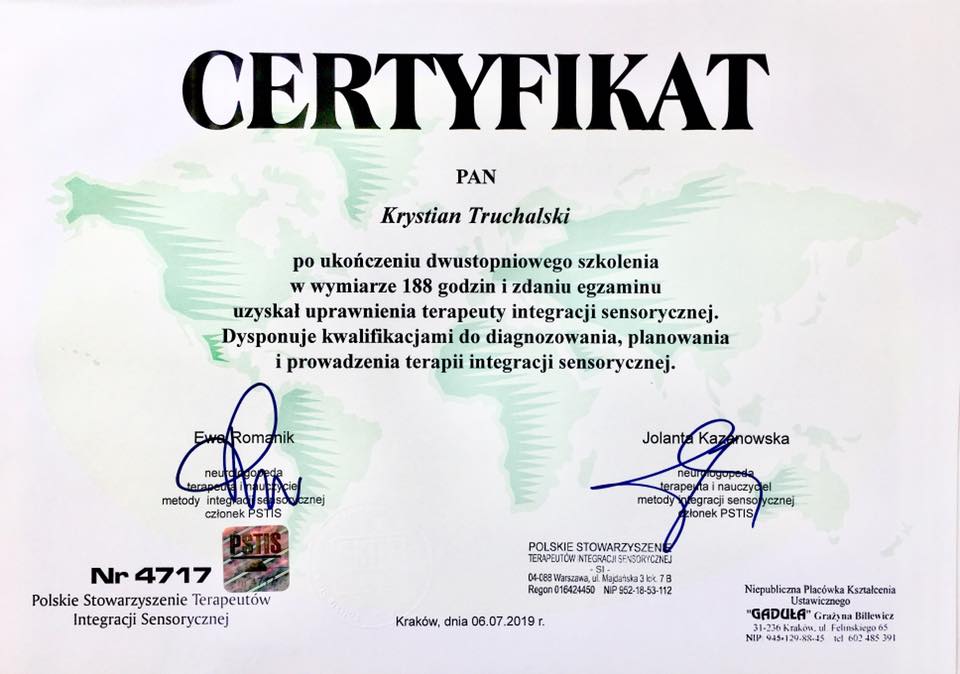 CERTYFIKAT
PAN
Krystian Truchalski
po ukończeniu dwustopniowego szkolenia
w wymiarze 188 godzin i zdaniu egzaminu
uzyskał uprawnienia terapeuty integracji sensorycznej.
Dysponuje kwalifikacjami do diagnozowania, planowania
i prowadzenia terapii integracji sensorycznej.
Ewa Romanik
neurologopeda
terapeuta i nauczyciel
metody integracji sensorycznej
członek PSTIS
Jolanta Kazanowska
neurologopeda
terapeuta i nauczyciel
metody integracji sensorycznej
członek PSTIS
PSTIS
Nr 4717
Polskie Stowarzyszenie Terapeutów
Integracji Sensorycznej
POLSKIE STOWARZYSZENIE
TERAPEUTÓW INTEGRACJI SENSORYCZNEJ
- SI -
04-088 Warszawa, ul. Majdańska 3 lok. 7 B
Regon 016424450 NIP 952-18-53-112
Kraków, dnia 06.07.2019 r.
Niepubliczna Placówka Kształcenia
Ustawicznego
"GADUŁA" Grażyna Billewicz
31-236 Kraków, ul. Felińskiego 65
NIP 945-129-88-45 tel 602 485 391